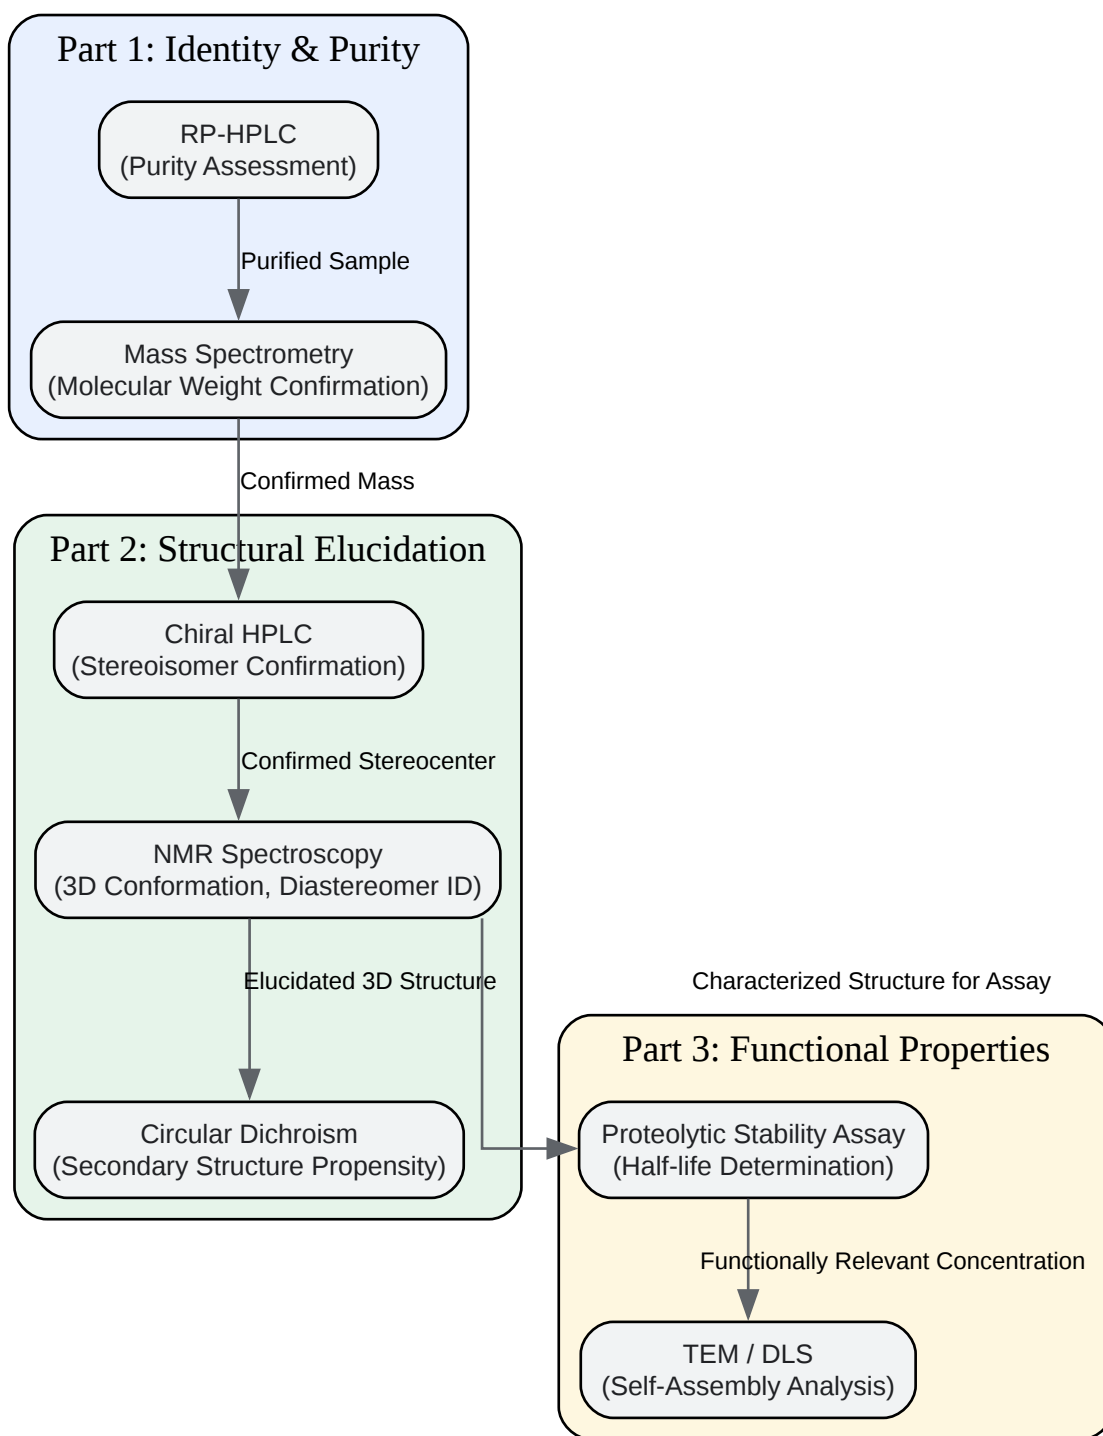 Part 1: Identity & Purity
RP-HPLC
(Purity Assessment)
Purified Sample
Mass Spectrometry
(Molecular Weight Confirmation)
Confirmed Mass
Part 2: Structural Elucidation
Chiral HPLC
(Stereoisomer Confirmation)
Confirmed Stereocenter
NMR Spectroscopy
(3D Conformation, Diastereomer ID)
Elucidated 3D Structure
Characterized Structure for Assay
Circular Dichroism
(Secondary Structure Propensity)
Part 3: Functional Properties
Proteolytic Stability Assay
(Half-life Determination)
Functionally Relevant Concentration
TEM / DLS
(Self-Assembly Analysis)